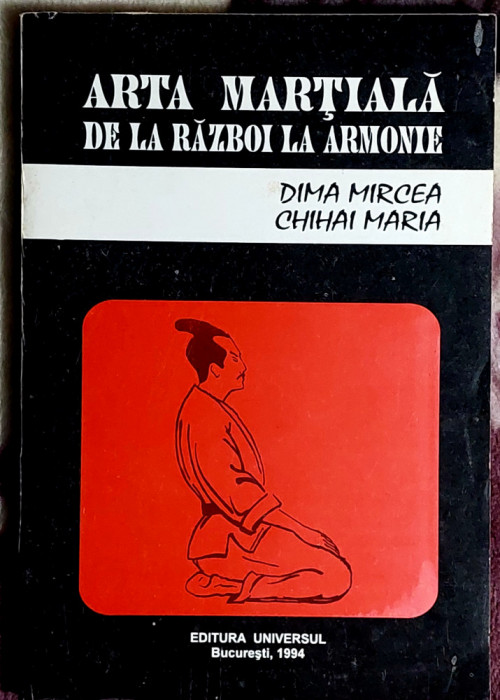 ARTA MARŢIALĂ
DE LA RĂZBOI LA ARMONIE
DIMA MIRCEA
CHIHAI MARIA
EDITURA UNIVERSUL
Bucureşti, 1994